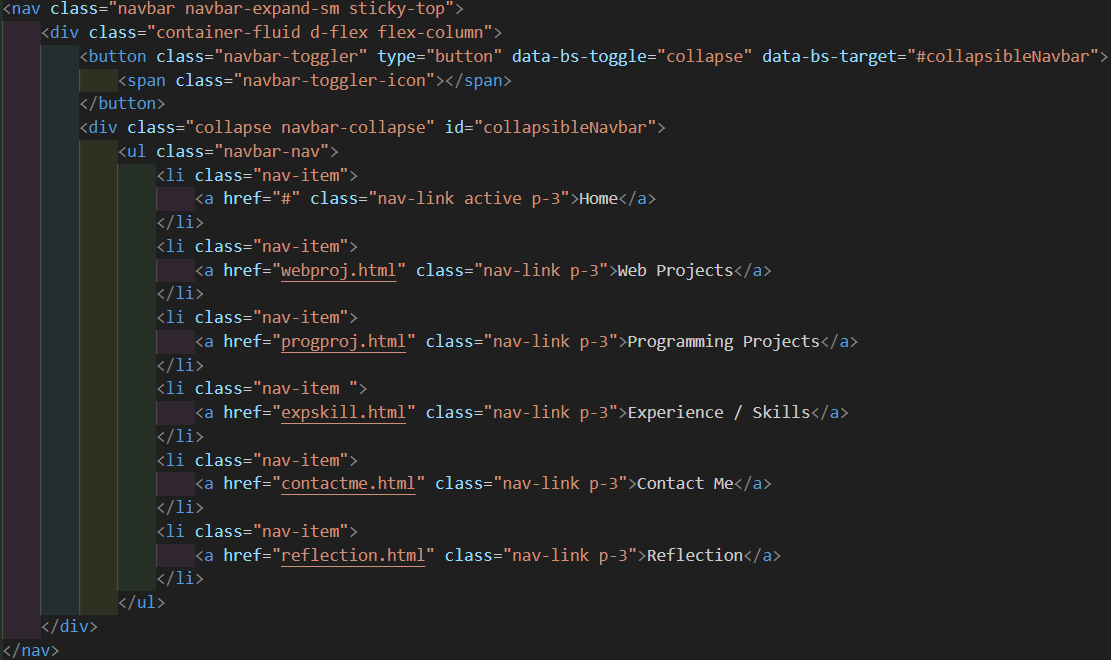 <nav class="navbar navbar-expand-sm sticky-top">
    <div class="container-fluid d-flex flex-column">
        <button class="navbar-toggler" type="button" data-bs-toggle="collapse" data-bs-target="#collapsibleNavbar">
            <span class="navbar-toggler-icon"></span>
        </button>
        <div class="collapse navbar-collapse" id="collapsibleNavbar">
            <ul class="navbar-nav">
                <li class="nav-item">
                    <a href="#" class="nav-link active p-3">Home</a>
                </li>
                <li class="nav-item">
                    <a href="webproj.html" class="nav-link p-3">Web Projects</a>
                </li>
                <li class="nav-item">
                    <a href="progproj.html" class="nav-link p-3">Programming Projects</a>
                </li>
                <li class="nav-item ">
                    <a href="expskill.html" class="nav-link p-3">Experience / Skills</a>
                </li>
                <li class="nav-item">
                    <a href="contactme.html" class="nav-link p-3">Contact Me</a>
                </li>
                <li class="nav-item">
                    <a href="reflection.html" class="nav-link p-3">Reflection</a>
                </li>
            </ul>
    </div>
</nav>